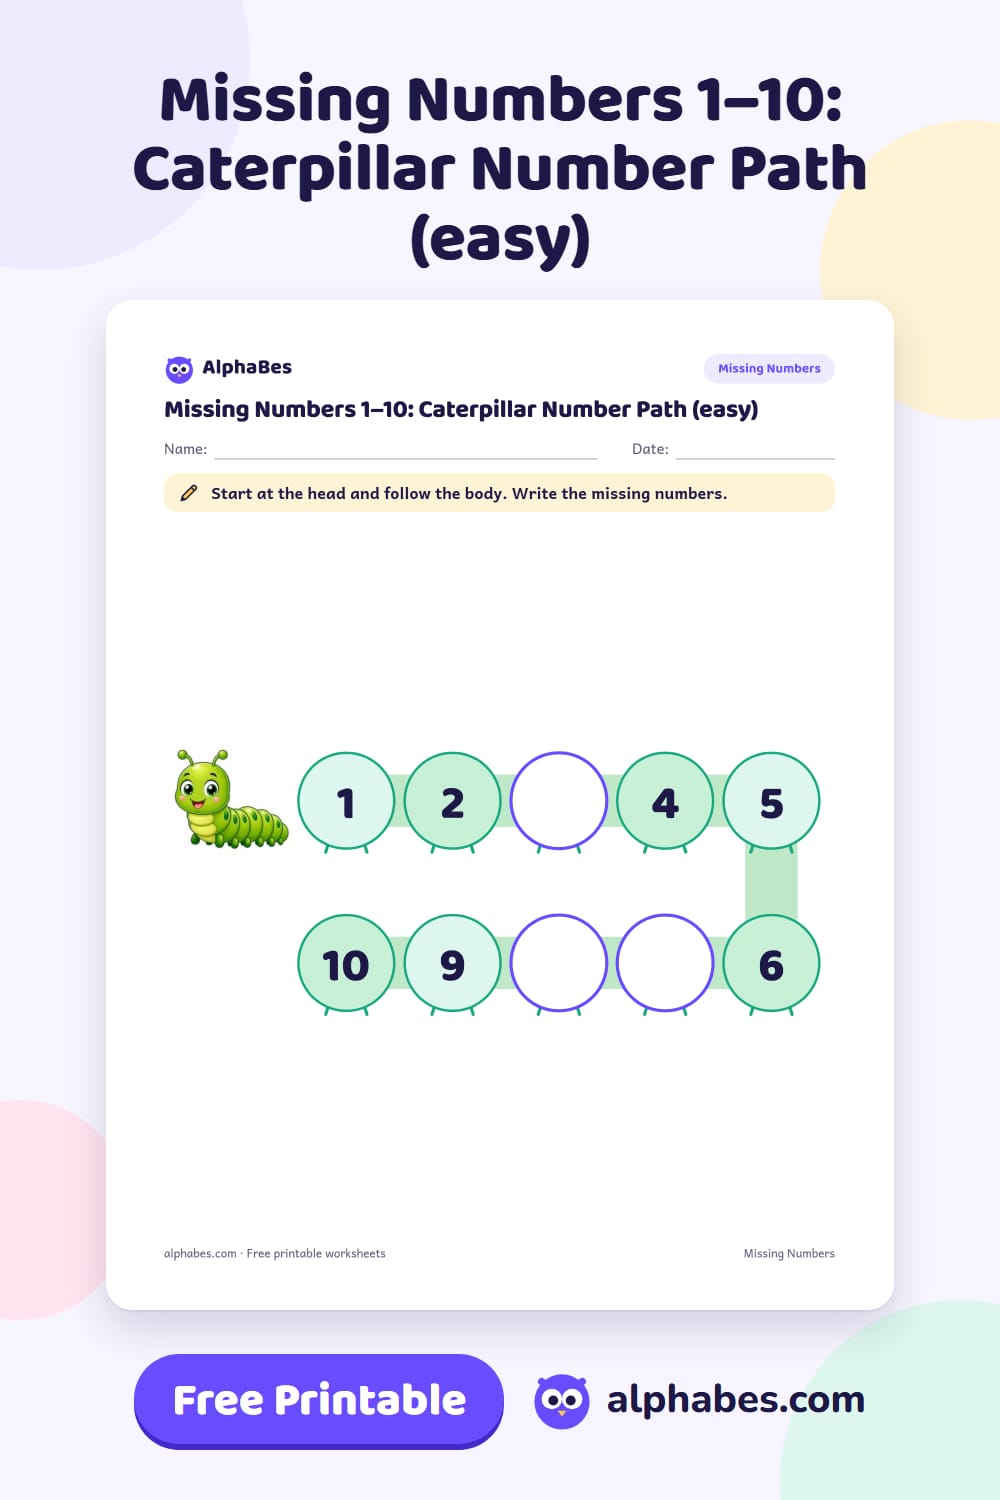 Missing Numbers 1–10:
Caterpillar Number Path
(easy)
AlphaBes
Missing Numbers
Missing Numbers 1–10: Caterpillar Number Path (easy)
Name:
Date:
Start at the head and follow the body. Write the missing numbers.
1 2 4 5
10 9 6
alphabes.com · Free printable worksheets
Missing Numbers
Free Printable
alphabes.com